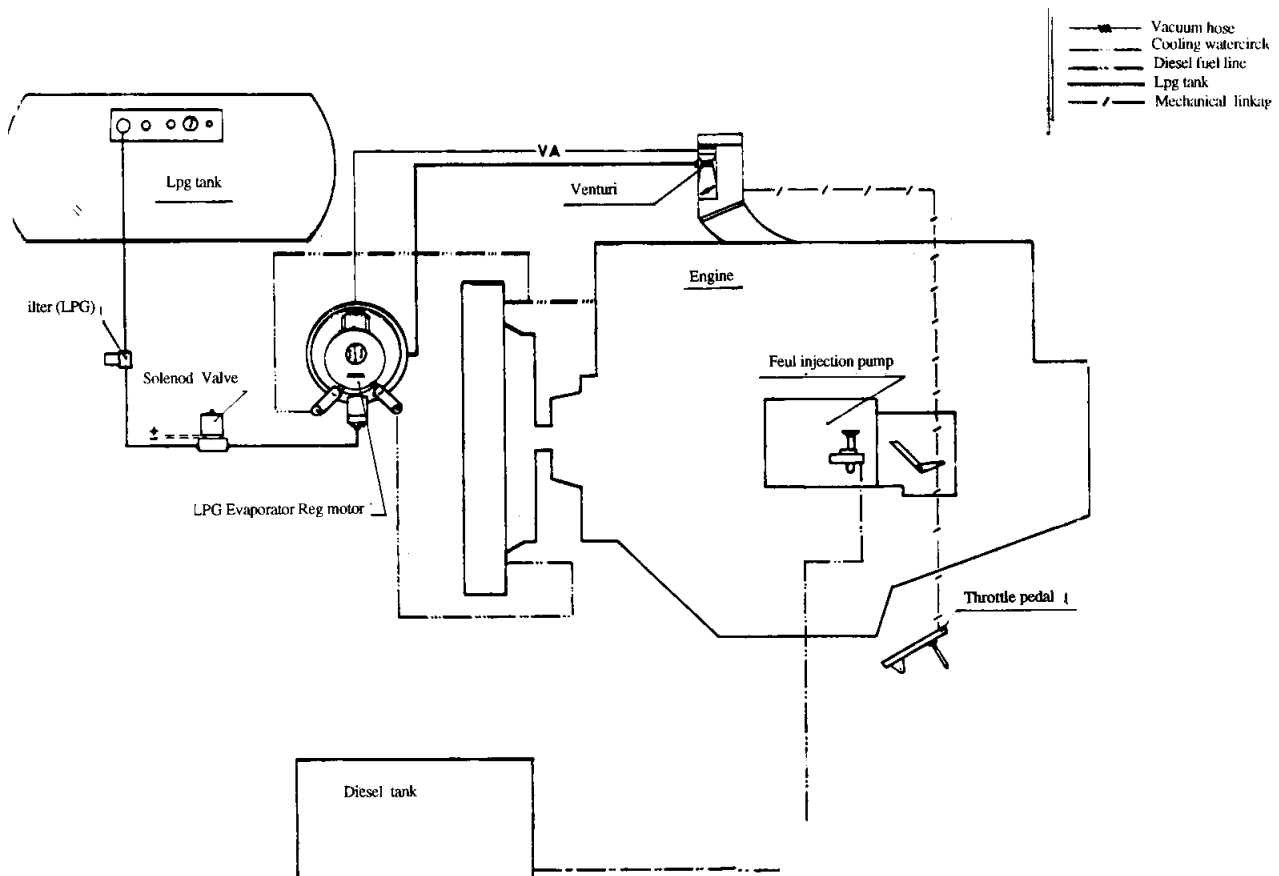 Vacuum hose
Cooling watercirck
Diesel fuel line
Lpg tank
Mechanical linkag
VA
Lpg tank
Venturi
Engine
ilter (LPG)
Feul injection pump
Solenod Valve
LPG Evaporator Reg motor
Throttle pedal
Diesel tank